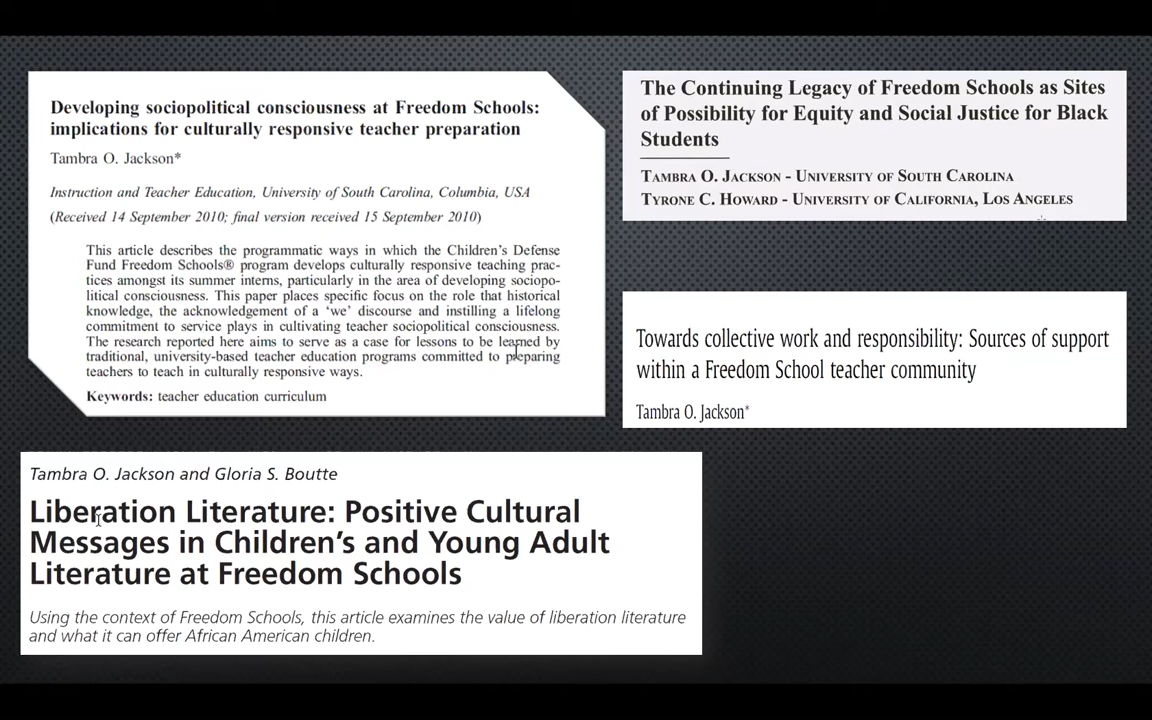 Developing sociopolitical consciousness at Freedom Schools:
implications for culturally responsive teacher preparation
Tambra O. Jackson*
Instruction and Teacher Education, University of South Carolina, Columbia, USA
(Received 14 September 2010; final version received 15 September 2010)
This article describes the programmatic ways in which the Children's Defense
Fund Freedom Schools® program develops culturally responsive teaching prac-
tices amongst its summer interns, particularly in the area of developing sociopo-
litical consciousness. This paper places specific focus on the role that historical
knowledge, the acknowledgement of a 'we' discourse and instilling a lifelong
commitment to service plays in cultivating teacher sociopolitical consciousness.
The research reported here aims to serve as a case for lessons to be learned by
traditional, university-based teacher education programs committed to preparing
teachers to teach in culturally responsive ways.
Keywords: teacher education curriculum
The Continuing Legacy of Freedom Schools as Sites
of Possibility for Equity and Social Justice for Black
Students
TAMBRA O. JACKSON - UNIVERSITY OF SOUTH CAROLINA
TYRONE C. HOWARD - UNIVERSITY OF CALIFORNIA, LOS ANGELES
Towards collective work and responsibility: Sources of support
within a Freedom School teacher community
Tambra O. Jackson*
Tambra O. Jackson and Gloria S. Boutte
Liberation Literature: Positive Cultural
Messages in Children's and Young Adult
Literature at Freedom Schools
Using the context of Freedom Schools, this article examines the value of liberation literature
and what it can offer African American children.